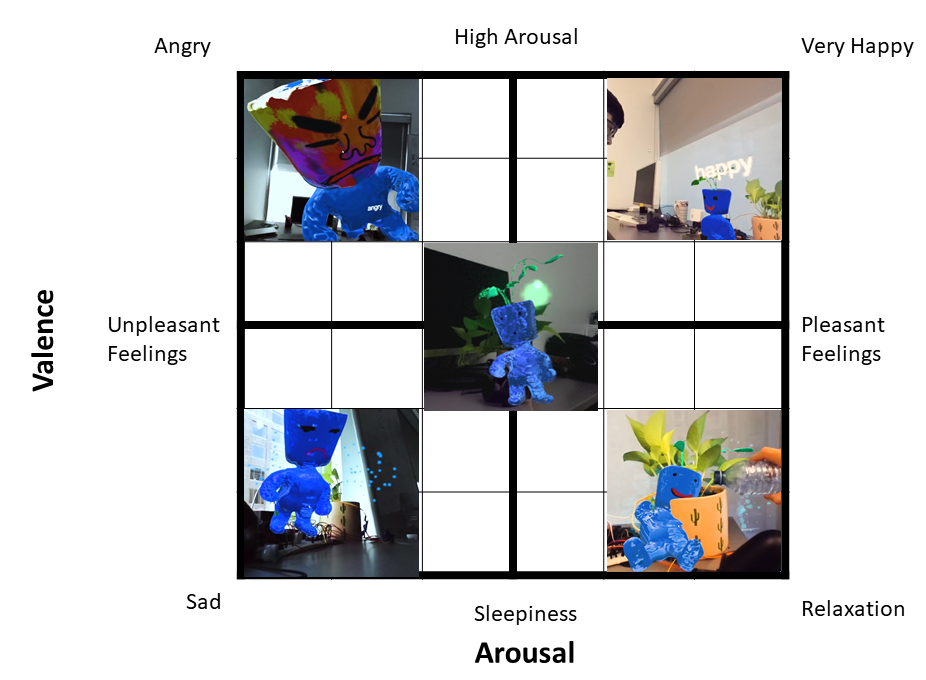 Angry
High Arousal
Very Happy
happy
angry
Valence
Unpleasant
Feelings
Pleasant
Feelings
Sad
Sleepiness
Relaxation
Arousal